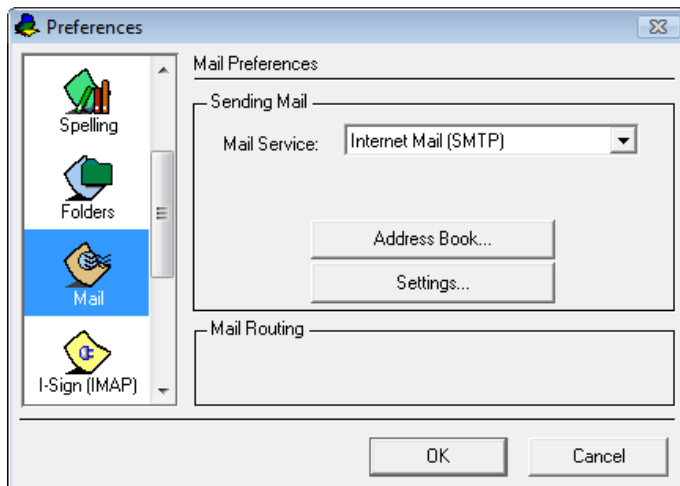 Preferences
Spelling
Folders
Mail
I-Sign (IMAP)
Mail Preferences
Sending Mail
Mail Service: Internet Mail (SMTP)
Address Book...
Settings...
Mail Routing
OK Cancel